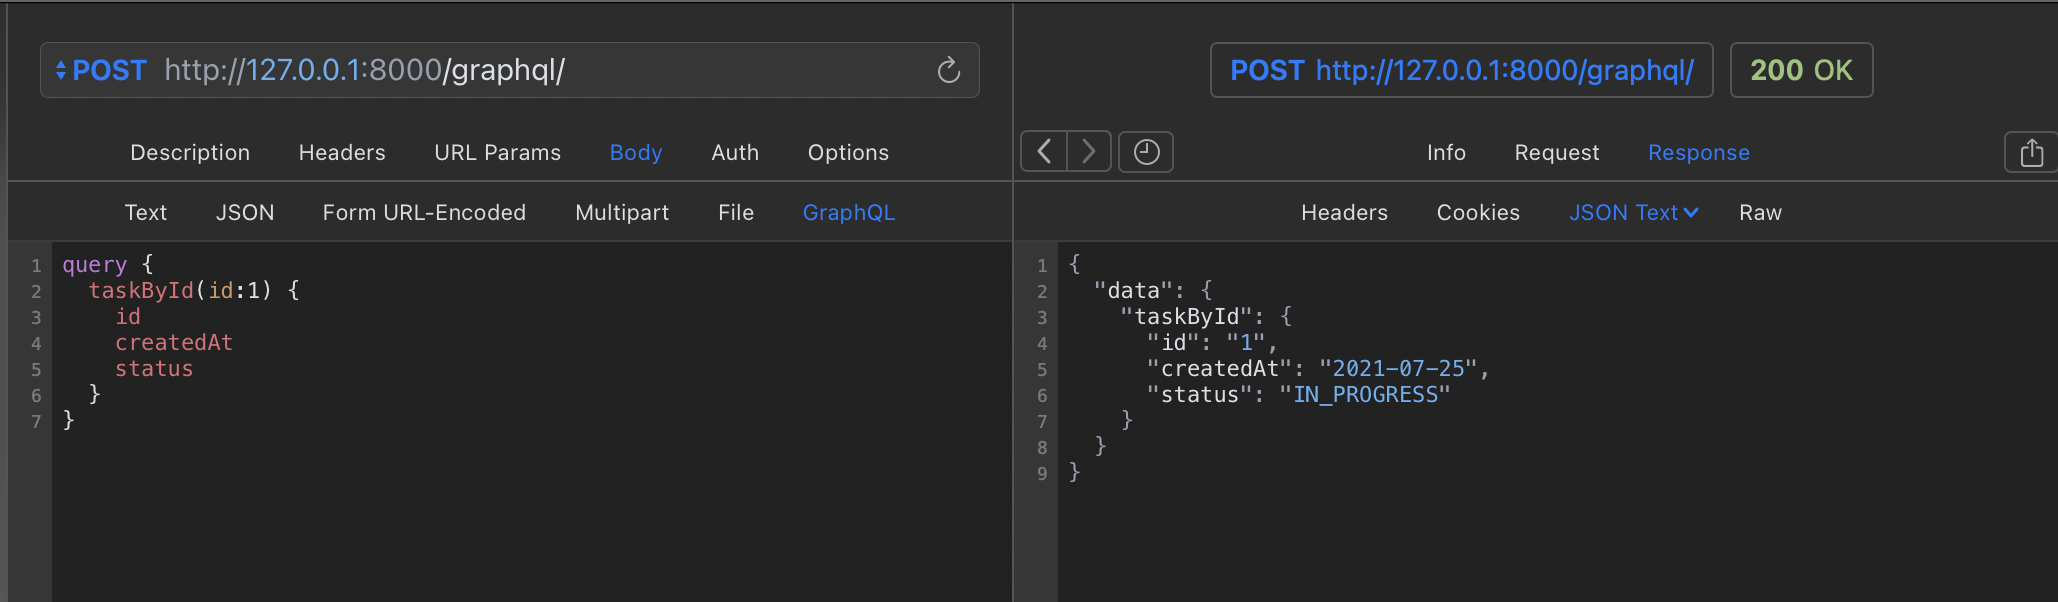 POST http://127.0.0.1:8000/graphql/
Description Headers URL Params Body Auth Options
Text JSON Form URL-Encoded Multipart File GraphQL
1 query {
2   taskById(id:1) {
3     id
4     createdAt
5     status
6   }
7 }
POST http://127.0.0.1:8000/graphql/ 200 OK
Info Request Response
Headers Cookies JSON Text Raw
1 {
2   "data": {
3     "taskById": {
4       "id": "1",
5       "createdAt": "2021-07-25",
6       "status": "IN_PROGRESS"
7     }
8   }
9 }